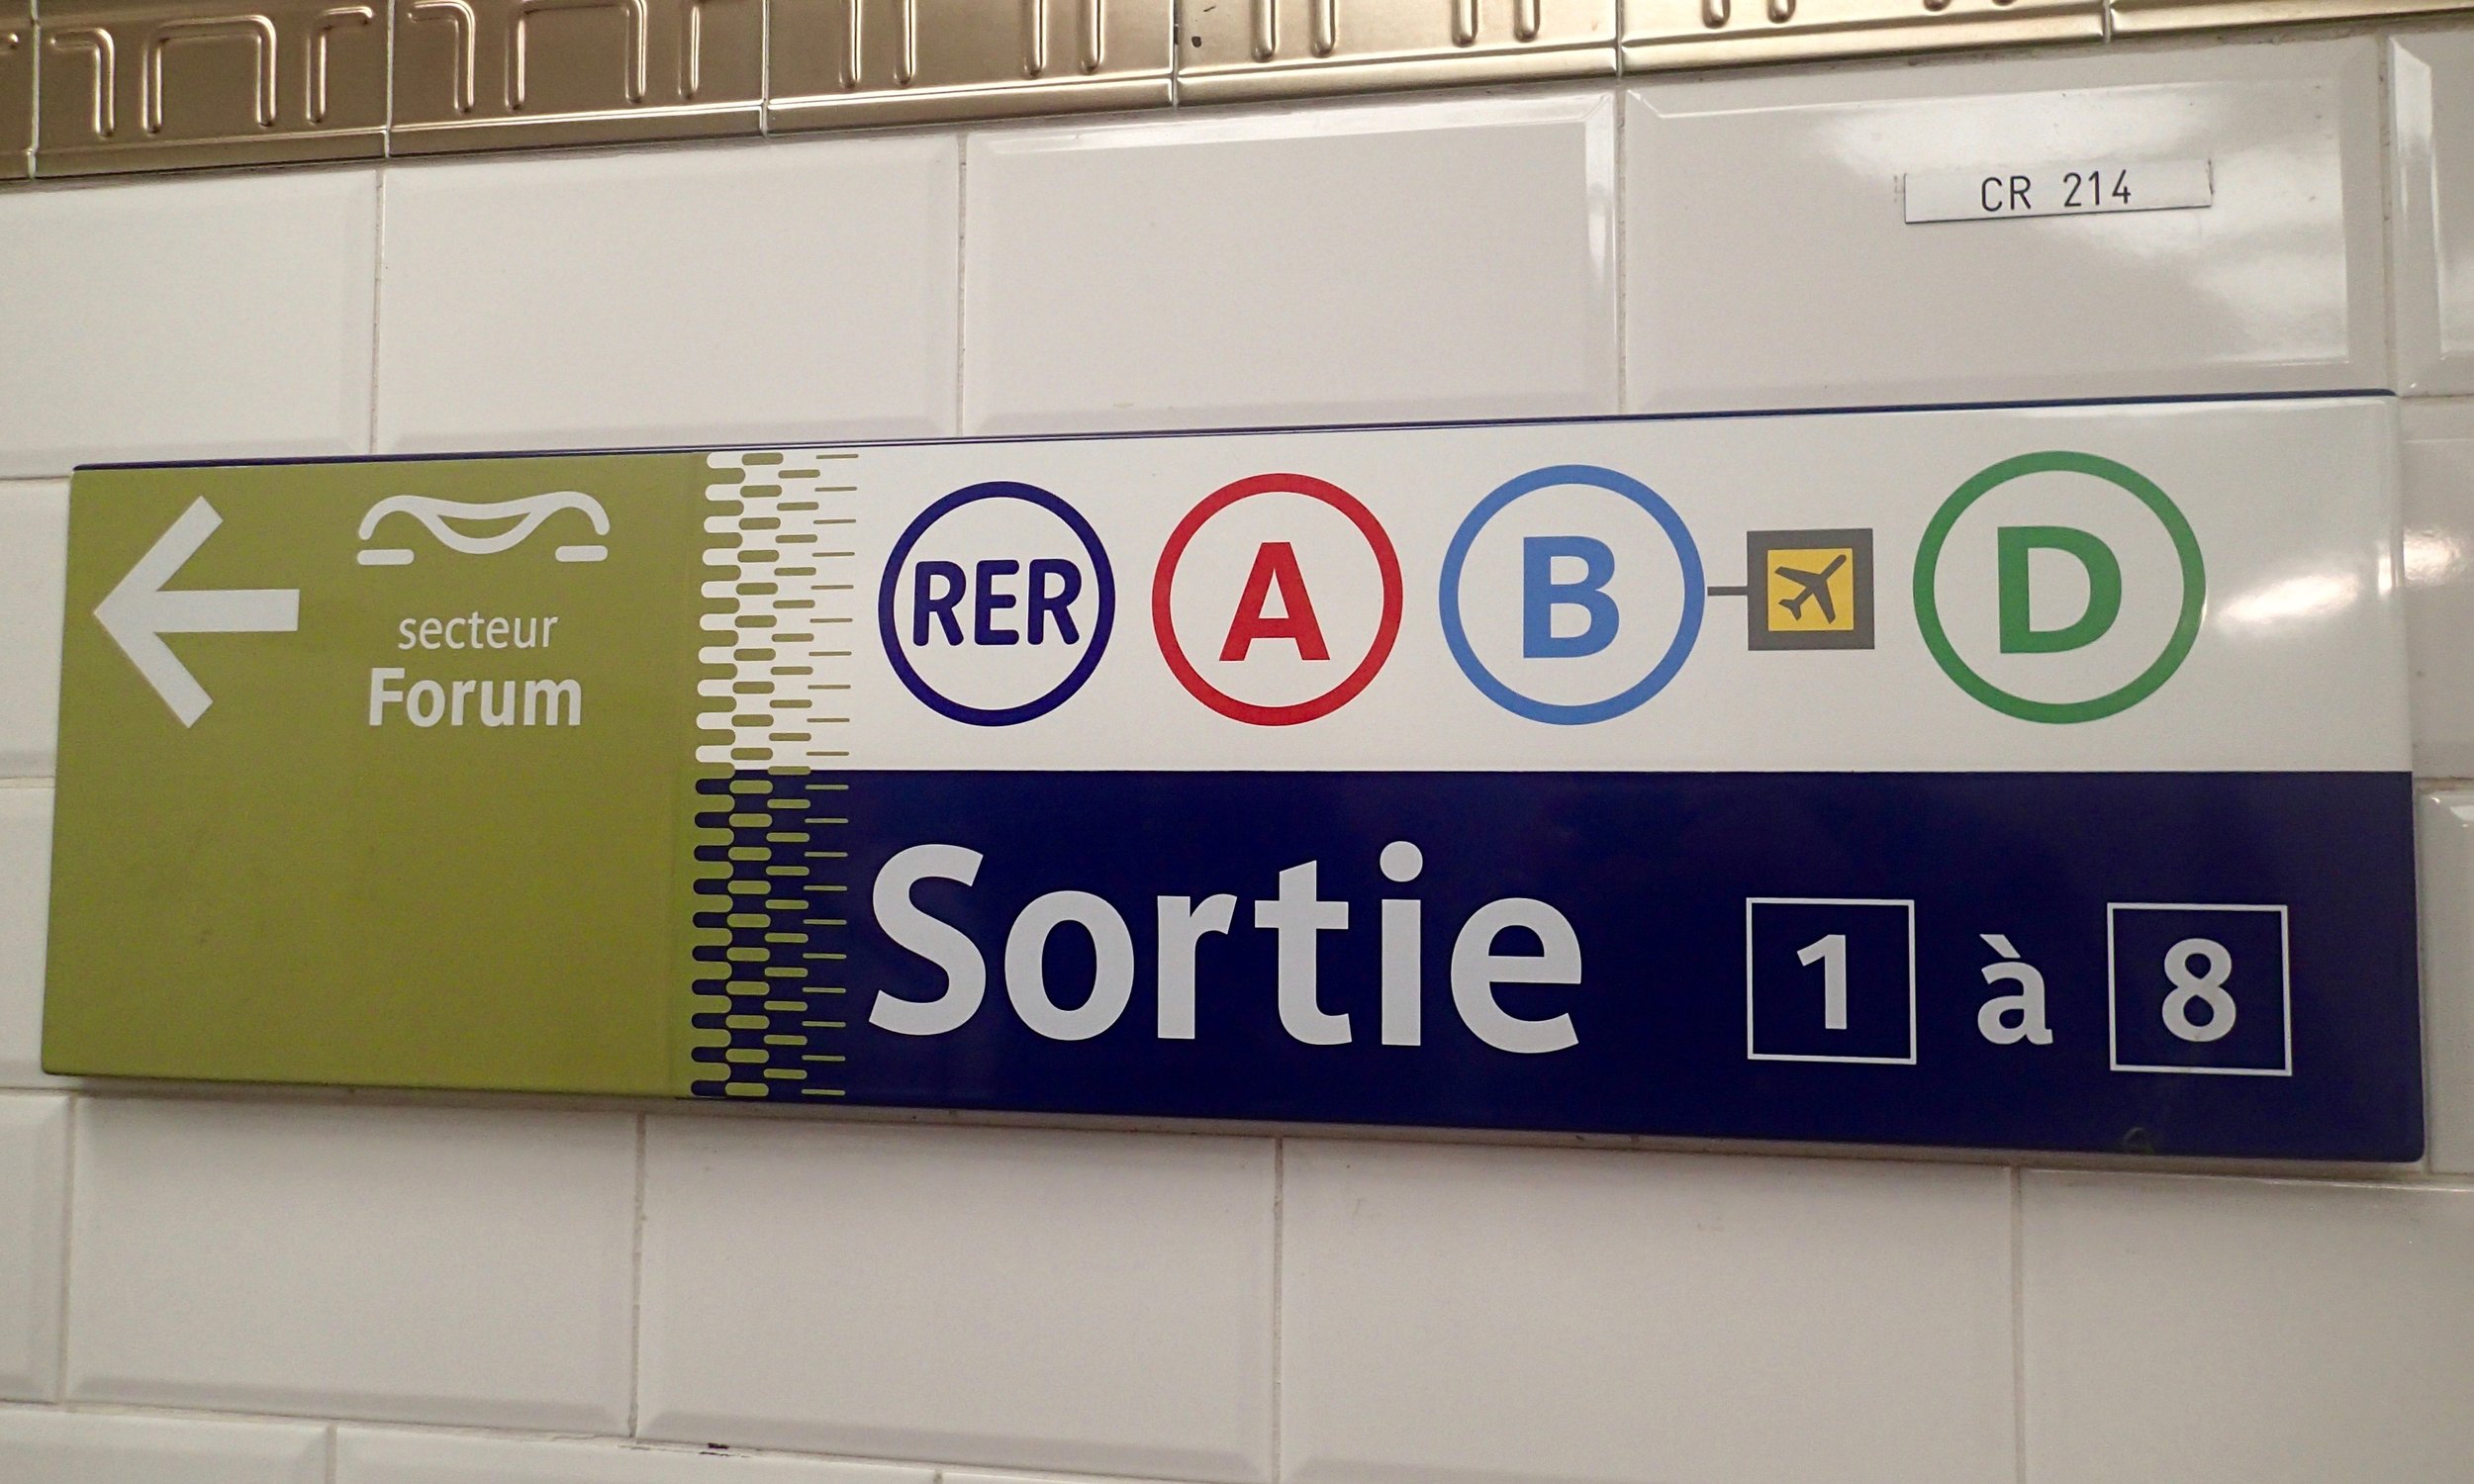 CR 214
secteur
Forum
RER A B D
Sortie 1 à 8